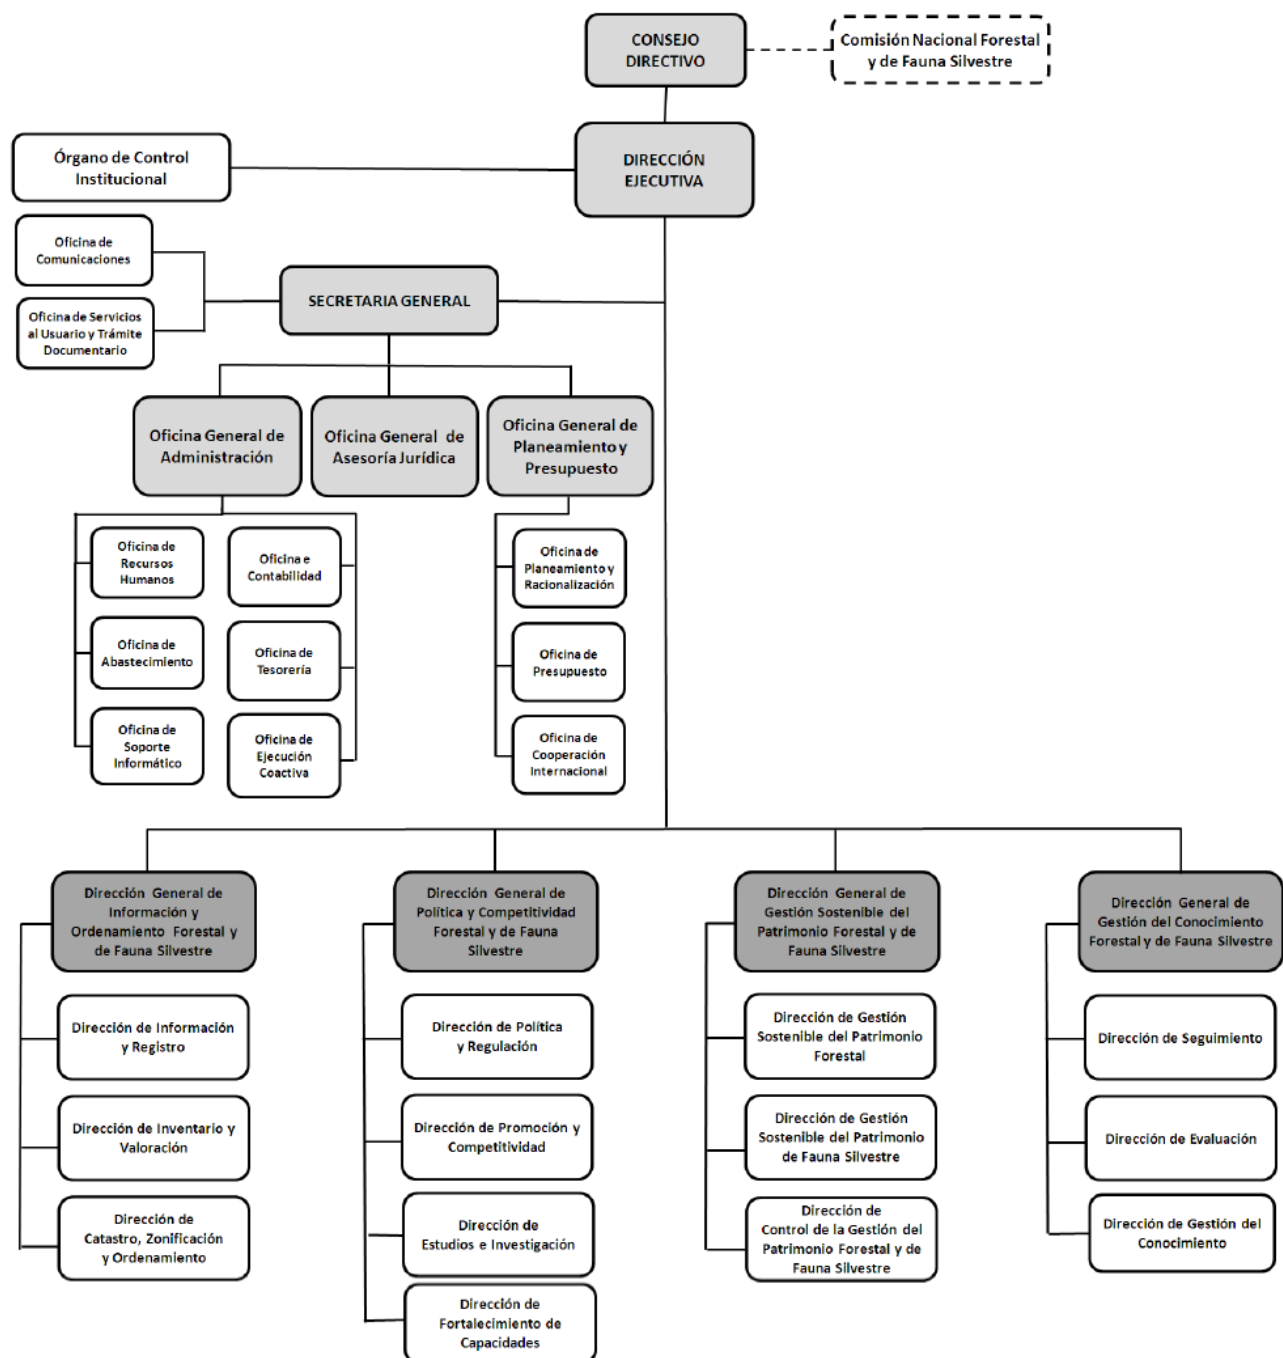 CONSEJO
DIRECTIVO
Comisión Nacional Forestal
y de Fauna Silvestre
Órgano de Control
Institucional
DIRECCIÓN
EJECUTIVA
Oficina de
Comunicaciones
SECRETARIA GENERAL
Oficina de Servicios
al Usuario y Trámite
Documentario
Oficina General de
Administración
Oficina General de
Asesoría Jurídica
Oficina General de
Planeamiento y
Presupuesto
Oficina de
Recursos
Humanos
Oficina e
Contabilidad
Oficina de
Planeamiento y
Racionalización
Oficina de
Abastecimiento
Oficina de
Tesorería
Oficina de
Presupuesto
Oficina de
Soporte
Informático
Oficina de
Ejecución
Coactiva
Oficina de
Cooperación
Internacional
Dirección General de
Información y
Ordenamiento Forestal y
de Fauna Silvestre
Dirección General de
Política y Competitividad
Forestal y de Fauna
Silvestre
Dirección General de
Gestión Sostenible del
Patrimonio Forestal y de
Fauna Silvestre
Dirección General de
Gestión del Conocimiento
Forestal y de Fauna Silvestre
Dirección de Información
y Registro
Dirección de Política
y Regulación
Dirección de Gestión
Sostenible del Patrimonio
Forestal
Dirección de Seguimiento
Dirección de Inventario y
Valoración
Dirección de Promoción y
Competitividad
Dirección de Gestión
Sostenible del Patrimonio
de Fauna Silvestre
Dirección de Evaluación
Dirección de
Catastro, Zonificación
y Ordenamiento
Dirección de
Estudios e Investigación
Dirección de
Control de la Gestión del
Patrimonio Forestal y de
Fauna Silvestre
Dirección de Gestión del
Conocimiento
Dirección de
Fortalecimiento de
Capacidades